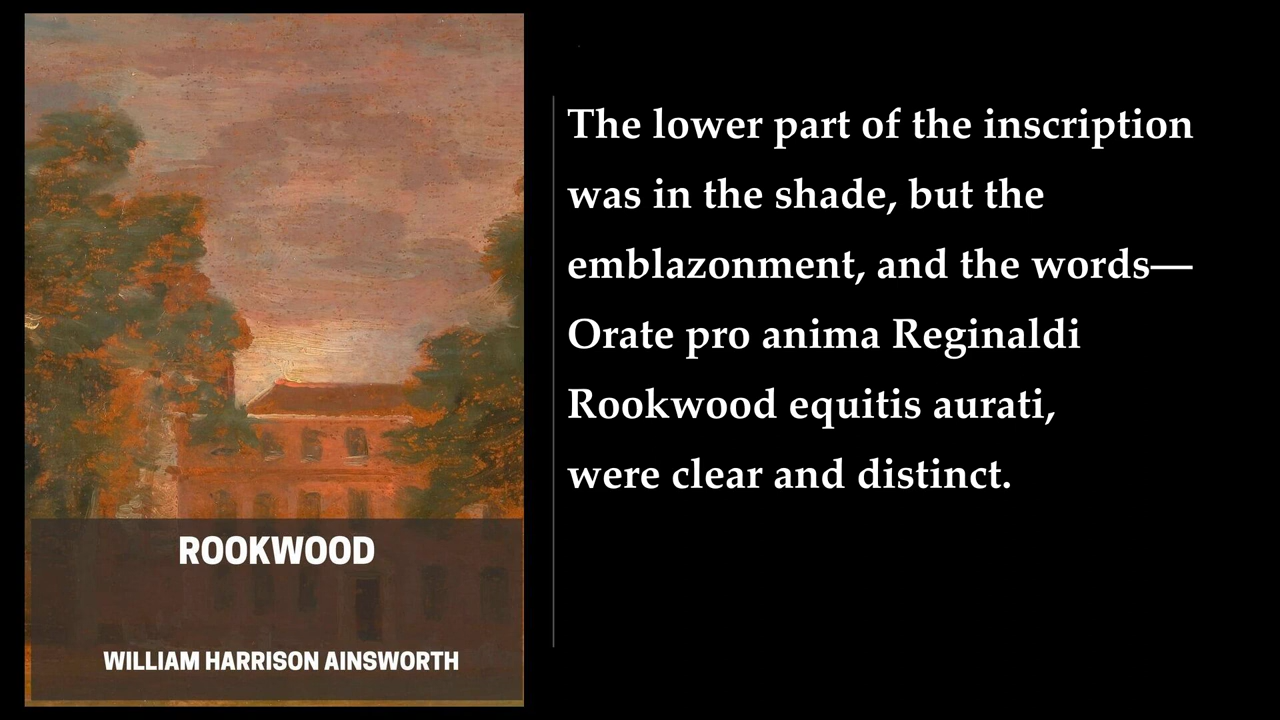 ROOKWOOD
WILLIAM HARRISON AINSWORTH
The lower part of the inscription
was in the shade, but the
emblazonment, and the words—
Orate pro anima Reginaldi
Rookwood equitis aurati,
were clear and distinct.